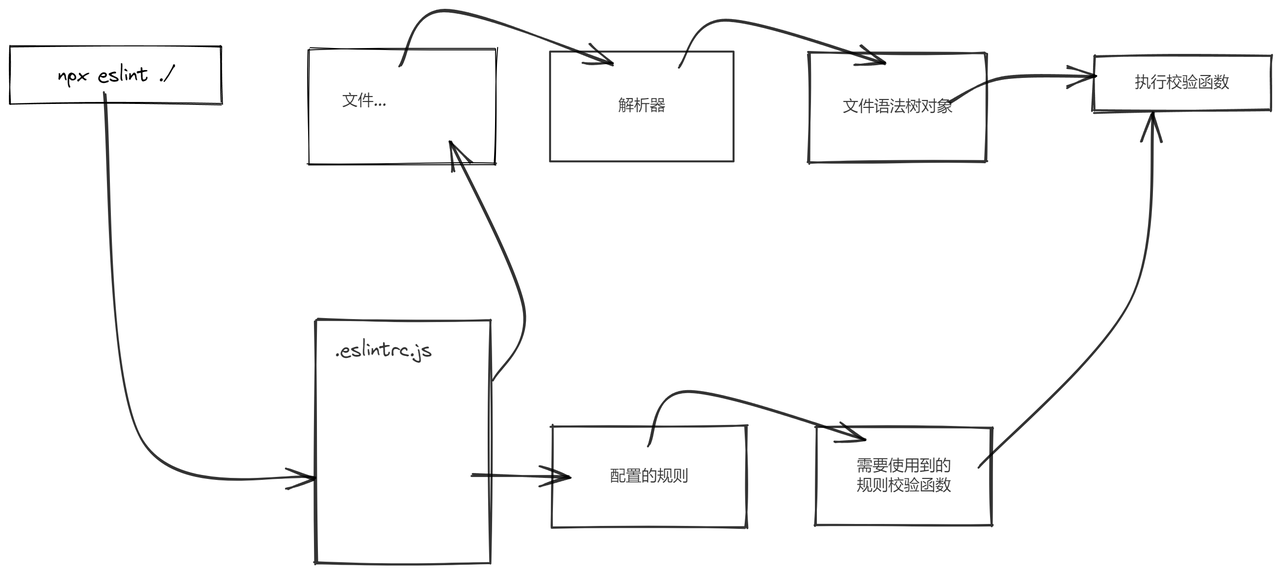 npx eslint ./
文件...
解析器
文件语法树对象
执行校验函数
.eslintrc.js
配置的规则
需要使用到的
规则校验函数